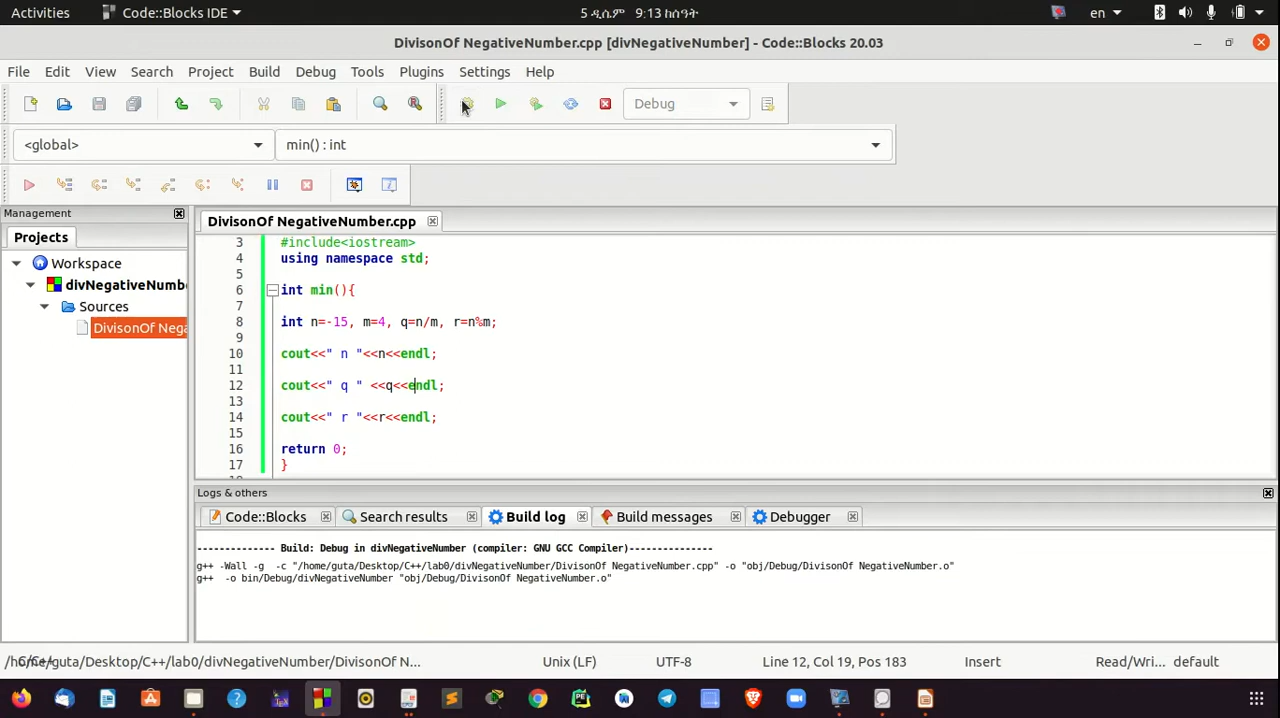 Activities Code::Blocks IDE 5 ዲሴም 9:13 ከሰዓት en
DivisonOf NegativeNumber.cpp [divNegativeNumber] - Code::Blocks 20.03
File Edit View Search Project Build Debug Tools Plugins Settings Help
Debug
<global> min() : int
Management
Projects
Workspace
divNegativeNumb
Sources
DivisonOf Nega
DivisonOf NegativeNumber.cpp
3 #include<iostream>
4 using namespace std;
5
6 int min(){
7
8 int n=-15, m=4, q=n/m, r=n%m;
9
10 cout<<" n "<<n<<endl;
11
12 cout<<" q " <<q<<endl;
13
14 cout<<" r "<<r<<endl;
15
16 return 0;
17 }
Logs & others
Code::Blocks Search results Build log Build messages Debugger
-------------- Build: Debug in divNegativeNumber (compiler: GNU GCC Compiler)---------------
g++ -Wall -g -c "/home/guta/Desktop/C++/lab0/divNegativeNumber/DivisonOf NegativeNumber.cpp" -o "obj/Debug/DivisonOf NegativeNumber.o"
g++ -o bin/Debug/divNegativeNumber "obj/Debug/DivisonOf NegativeNumber.o"
/home/guta/Desktop/C++/lab0/divNegativeNumber/DivisonOf N... Unix (LF) UTF-8 Line 12, Col 19, Pos 183 Insert Read/Wri... default